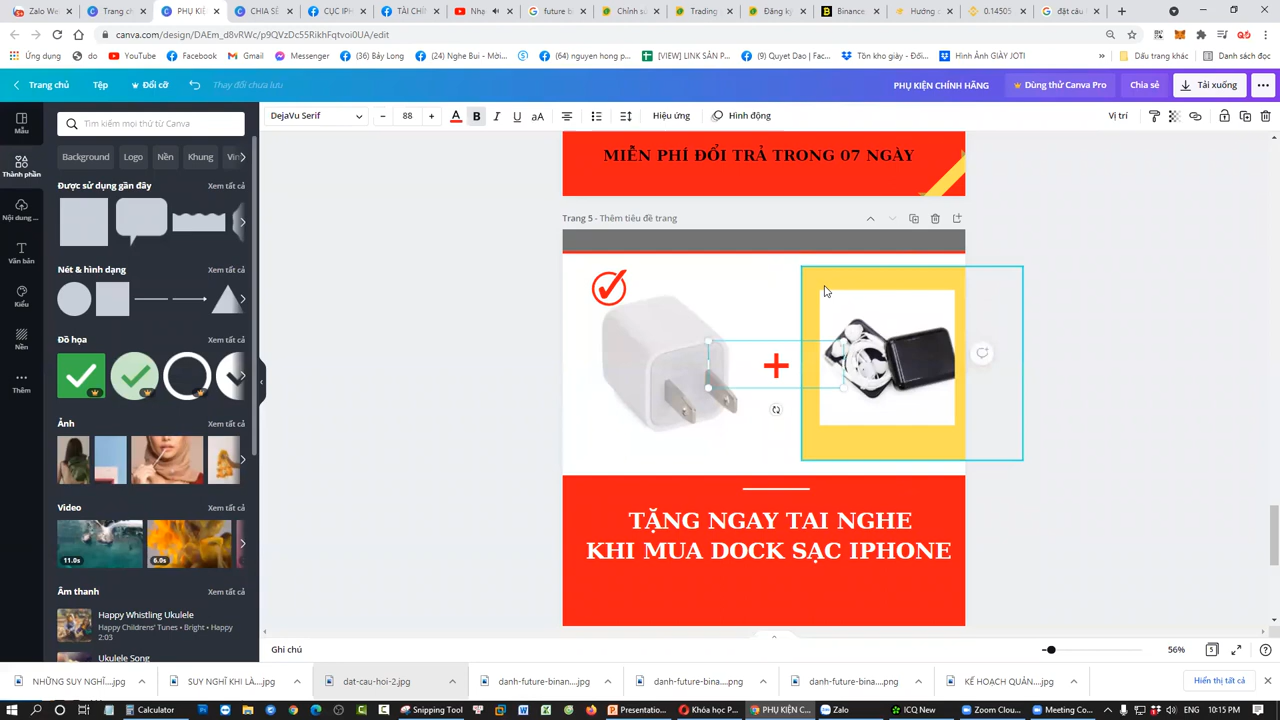 Zalo We
Trang ch
PHỤ KIỆ
CHIA SẺ
CỤC IPH
TÀI CHÍN
Nhạ
future b
Chỉnh sử
Trading
Đăng ký
Binance
Hướng
0.14505
đặt câu
canva.com/design/DAEm_d8vRWc/p9QVzDc55RikhFqtvoi0UA/edit
Ứng dụng
do
YouTube
Facebook
Gmail
Messenger
(36) Bảy Long
(24) Nghe Bui - Mó...
(64) nguyen hong p...
[VIEW] LINK SẢN P...
(9) Quyet Dao | Fac...
Tồn kho giây - Đối...
Hình Ảnh GIÀY JOTI
Dấu trang khác
Danh sách đọc
Trang chủ
Tệp
Đổi cỡ
Thay đổi chưa lưu
PHỤ KIỆN CHÍNH HÃNG
Dùng thử Canva Pro
Chia sẻ
Tải xuống
Mẫu
Thành phần
Nội dung ...
Văn bản
Kiểu
Nền
Thêm
Tìm kiếm mọi thứ từ Canva
Background
Logo
Nền
Khung
Được sử dụng gần đây
Xem tất cả
Nét & hình dạng
Xem tất cả
Đồ họa
Xem tất cả
Ảnh
Xem tất cả
Video
Xem tất cả
11.0s
6.0s
Âm thanh
Xem tất cả
Happy Whistling Ukulele
Happy Childrens' Tunes • Bright • Happy
2:03
Ukulele Song
DejaVu Serif
– 88 +
A B I U aA
Hiệu ứng
Hình động
Vị trí
MIỄN PHÍ ĐỔI TRẢ TRONG 07 NGÀY
Trang 5 - Thêm tiêu đề trang
+
TẶNG NGAY TAI NGHE
KHI MUA DOCK SẠC IPHONE
Ghi chú
56%
5
NHỮNG SUY NGHĨ....jpg
SUY NGHĨ KHI LÀ....jpg
dat-cau-hoi-2.jpg
danh-future-binan....jpg
danh-future-bina....png
danh-future-bina....png
KẾ HOẠCH QUẢN....jpg
Hiển thị tất cả
Calculator
Snipping Tool
Presentatio...
Khóa học P...
PHỤ KIỆN C...
Zalo
ICQ New
Zoom Clou...
Meeting Co...
10:15 PM